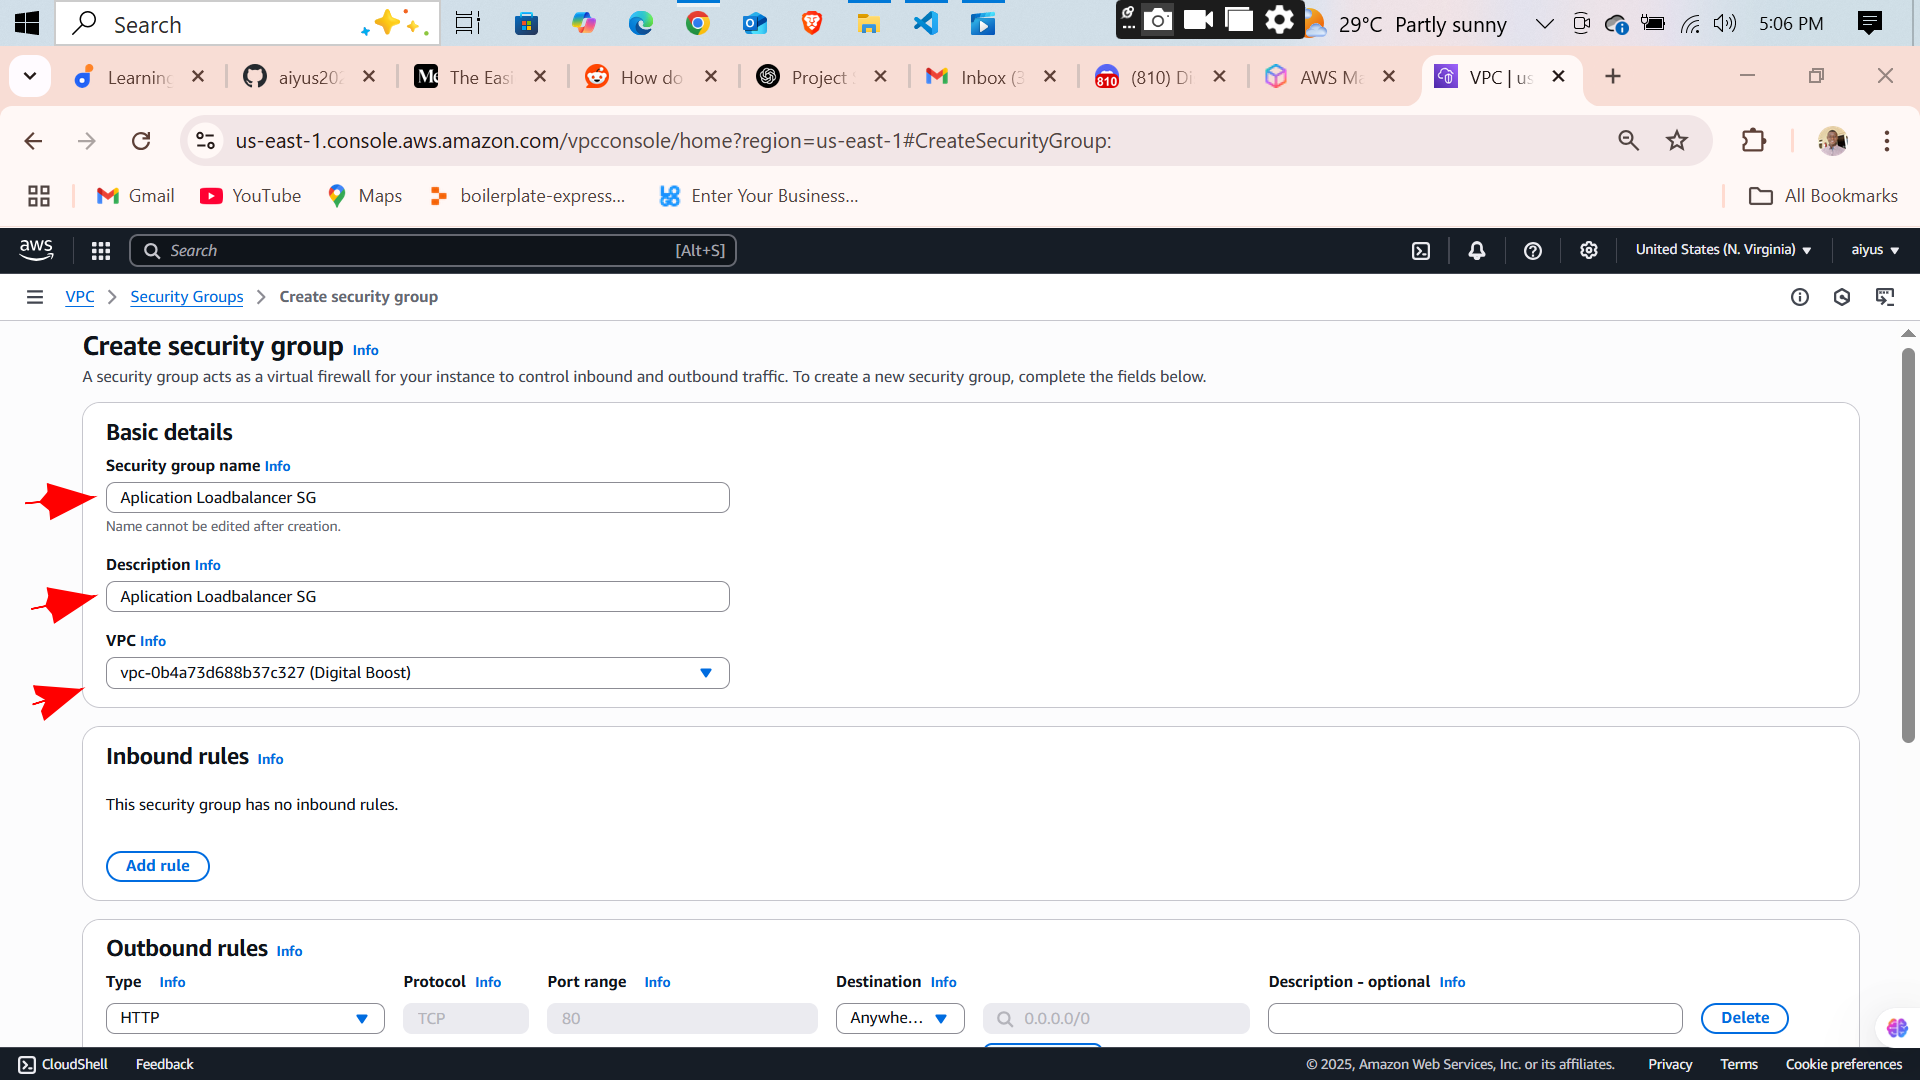 Search
29°C Partly sunny
5:06 PM
Learning
aiyus202
The Easi
How do
Project S
Inbox (3
(810) Di
AWS Ma
VPC | us
us-east-1.console.aws.amazon.com/vpcconsole/home?region=us-east-1#CreateSecurityGroup:
Gmail
YouTube
Maps
boilerplate-express...
Enter Your Business...
All Bookmarks
aws
Search
[Alt+S]
United States (N. Virginia)
aiyus
VPC
Security Groups
Create security group
Create security group Info
A security group acts as a virtual firewall for your instance to control inbound and outbound traffic. To create a new security group, complete the fields below.
Basic details
Security group name Info
Aplication Loadbalancer SG
Name cannot be edited after creation.
Description Info
Aplication Loadbalancer SG
VPC Info
vpc-0b4a73d688b37c327 (Digital Boost)
Inbound rules Info
This security group has no inbound rules.
Add rule
Outbound rules Info
Type Info Protocol Info Port range Info Destination Info Description - optional Info
HTTP TCP 80 Anywhe... 0.0.0.0/0 Delete
CloudShell Feedback © 2025, Amazon Web Services, Inc. or its affiliates. Privacy Terms Cookie preferences